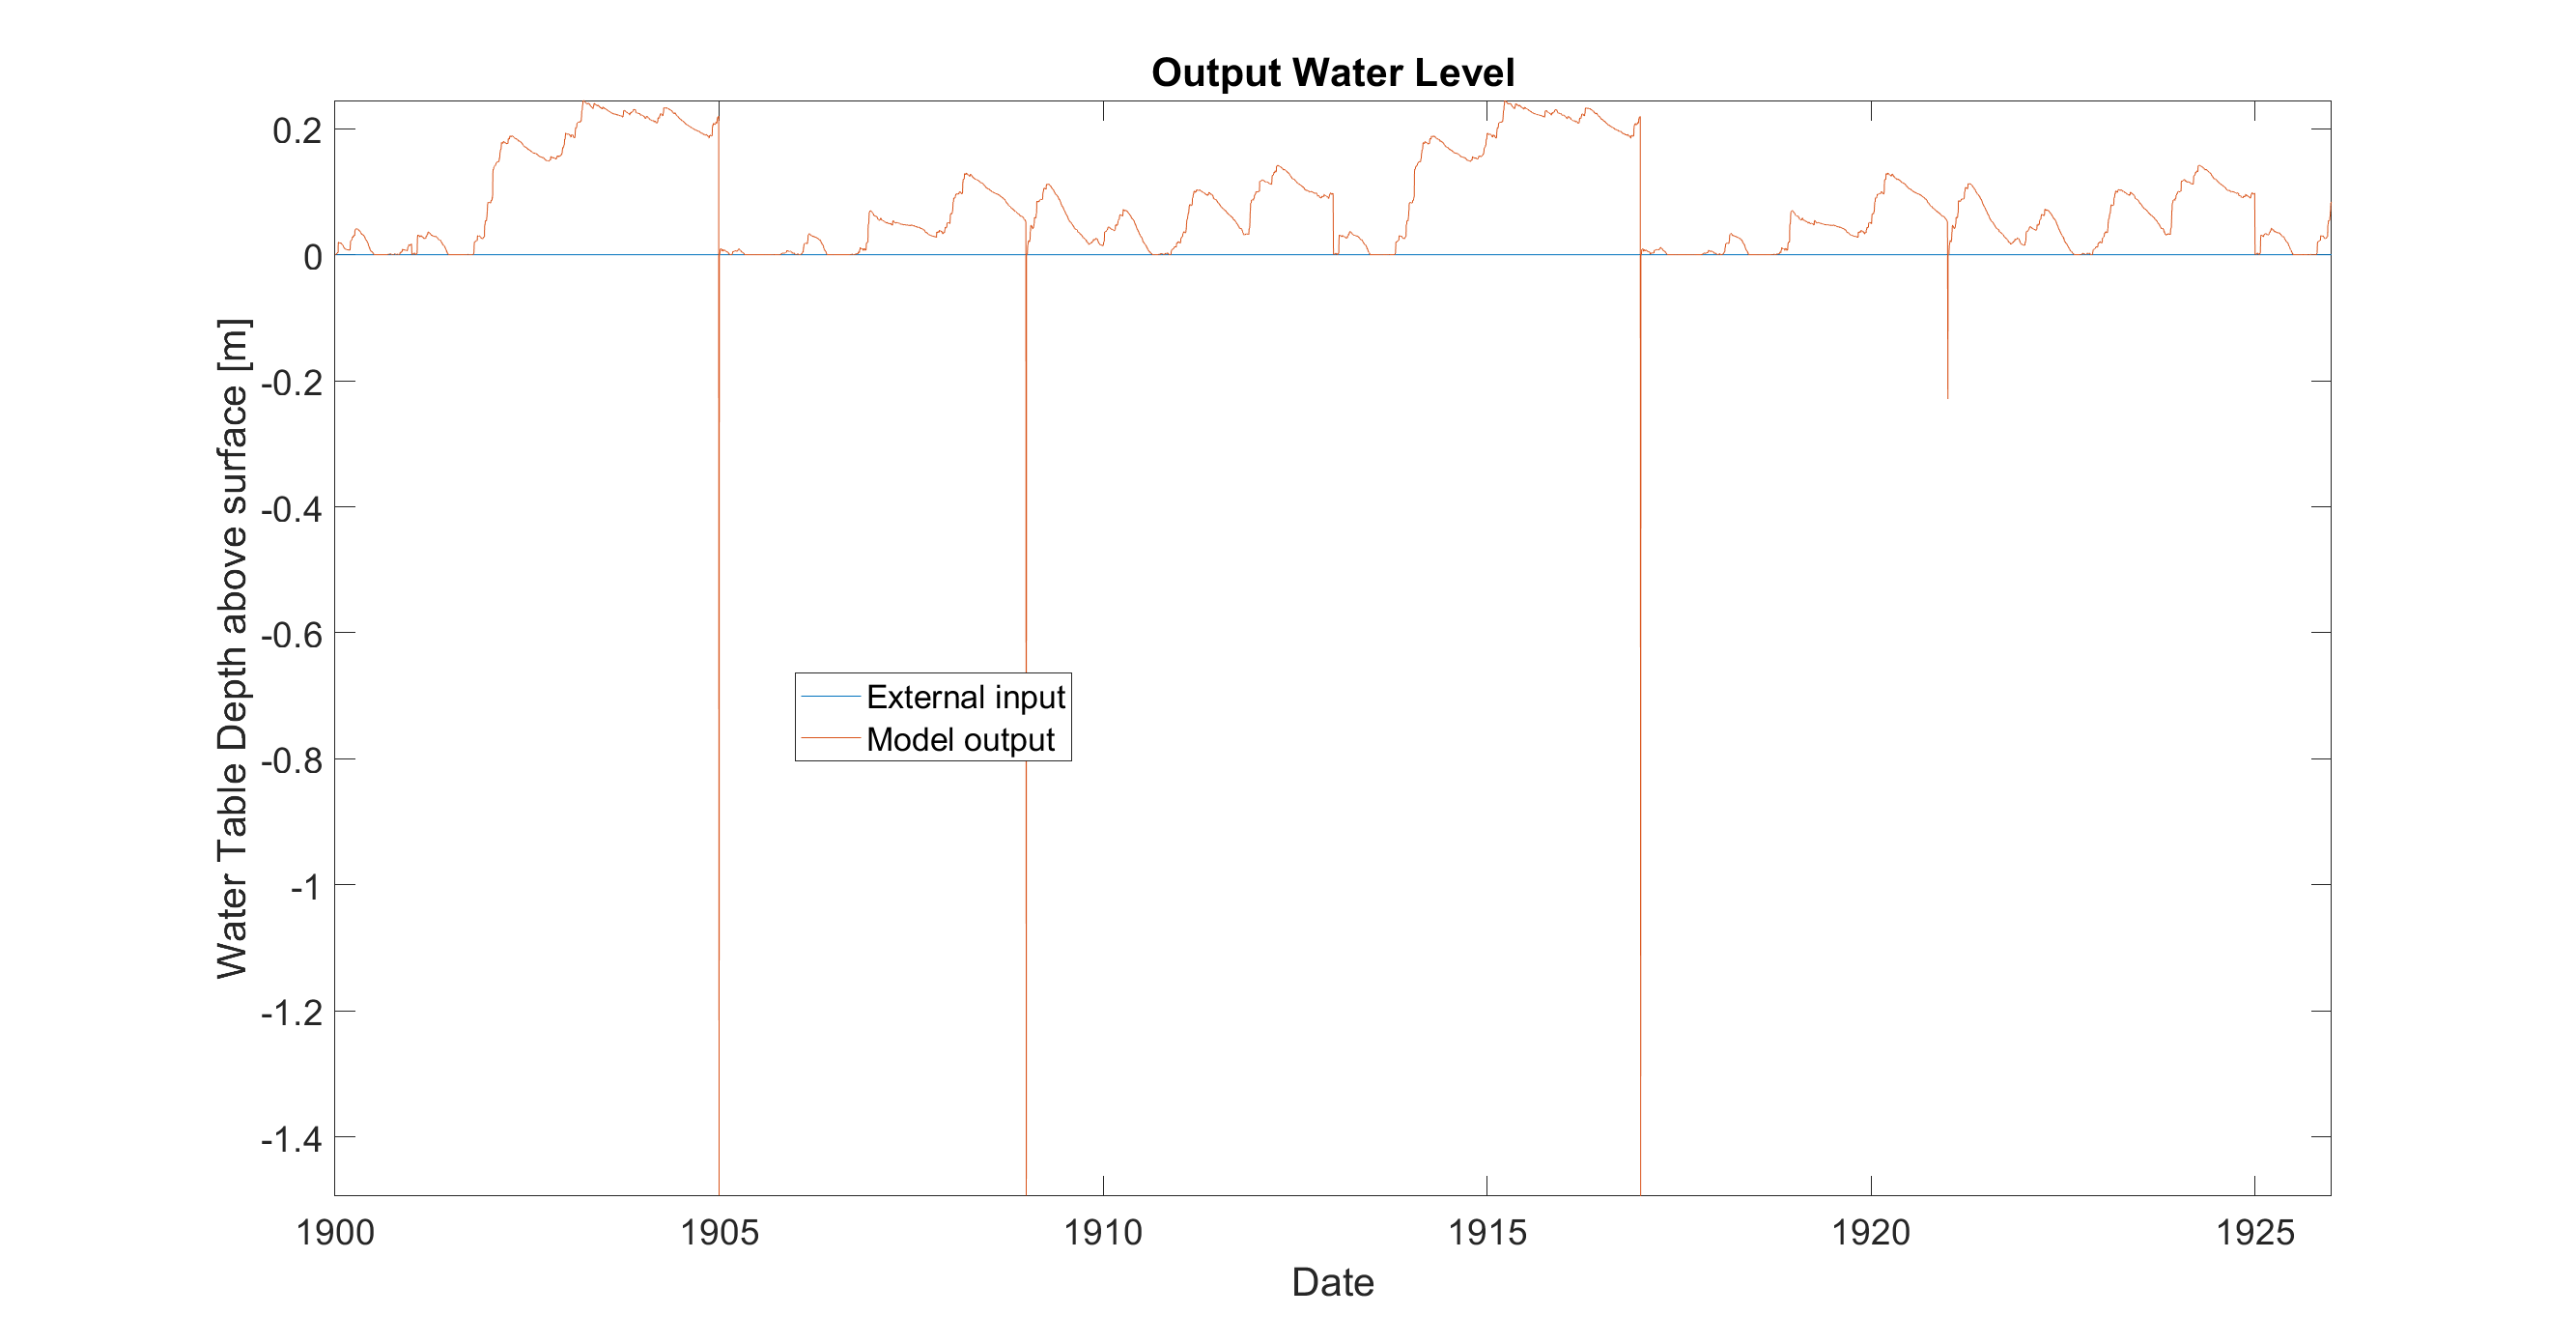 Output Water Level
Water Table Depth above surface [m]
0.2
0
-0.2
-0.4
-0.6
-0.8
-1
-1.2
-1.4
External input
Model output
1900 1905 1910 1915 1920 1925
Date